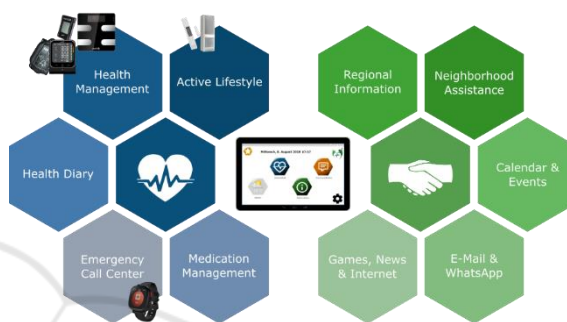 Health
Management
Active Lifestyle
Health Diary
Emergency
Call Center
Medication
Management
Regional
Information
Neighborhood
Assistance
Calendar &
Events
Games, News
& Internet
E-Mail &
WhatsApp